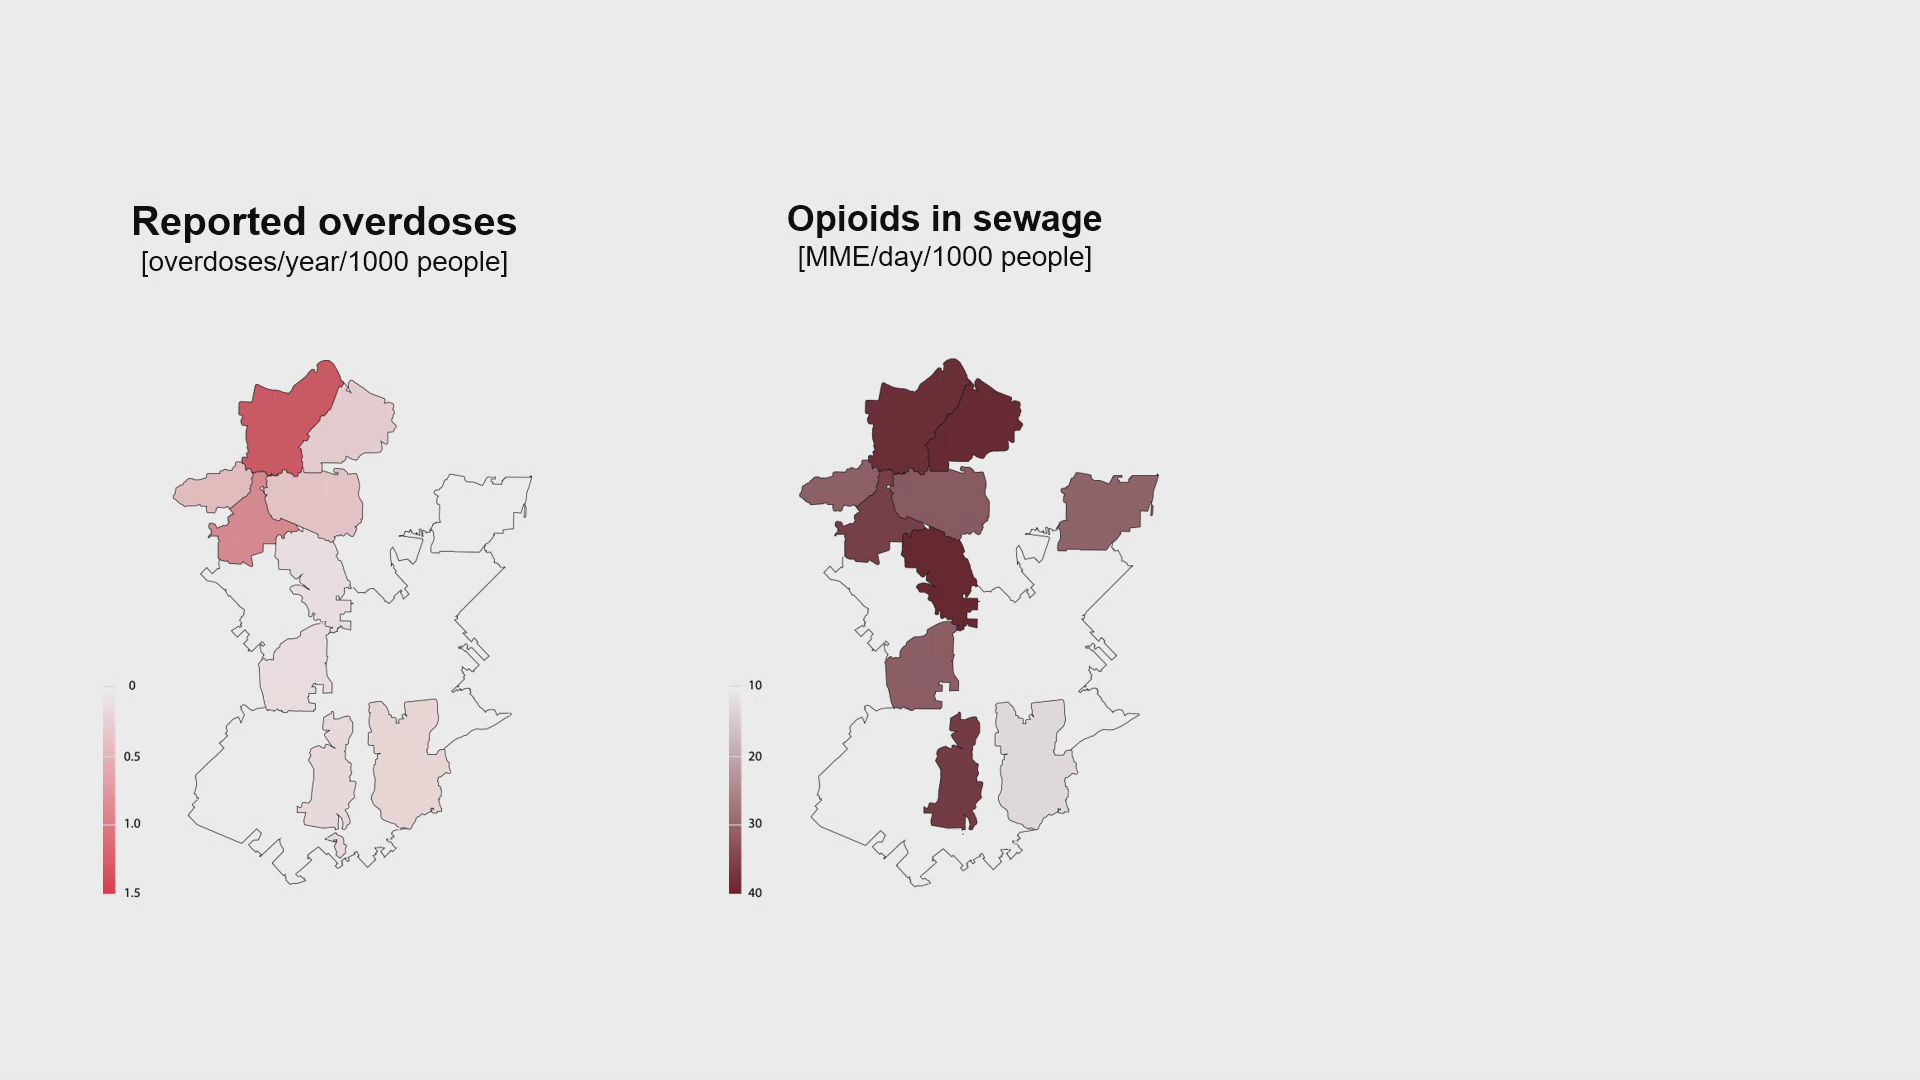 Reported overdoses
[overdoses/year/1000 people]
0
0.5
1.0
1.5
Opioids in sewage
[MME/day/1000 people]
10
20
30
40